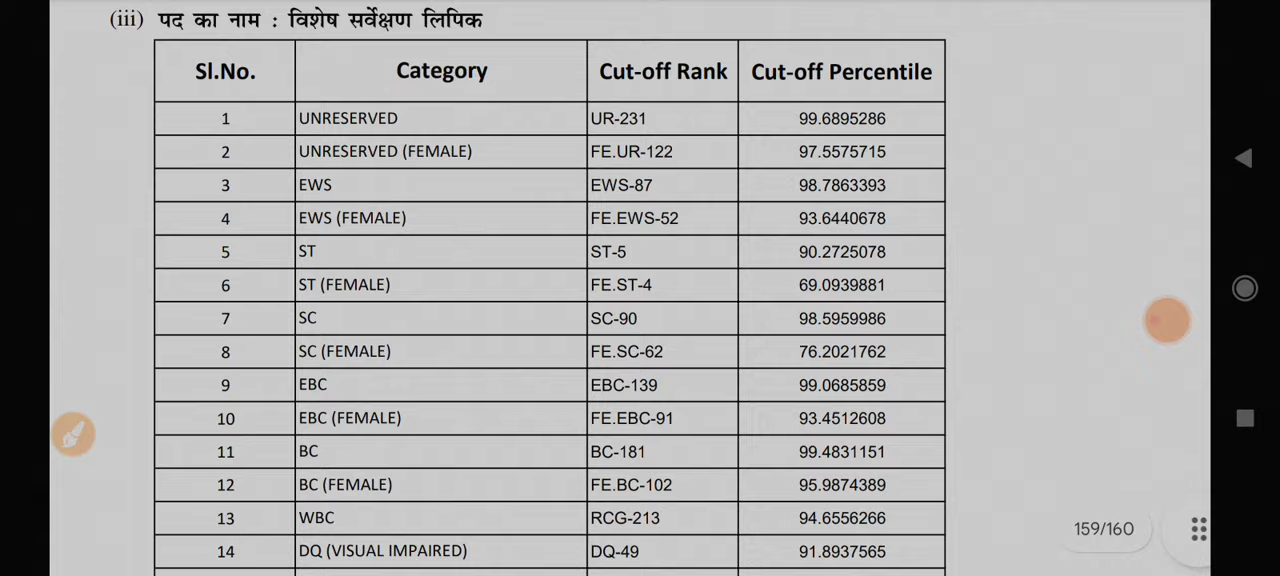 (iii) पद का नाम : विशेष सर्वेक्षण लिपिक
Sl.No. Category Cut-off Rank Cut-off Percentile
1 UNRESERVED UR-231 99.6895286
2 UNRESERVED (FEMALE) FE.UR-122 97.5575715
3 EWS EWS-87 98.7863393
4 EWS (FEMALE) FE.EWS-52 93.6440678
5 ST ST-5 90.2725078
6 ST (FEMALE) FE.ST-4 69.0939881
7 SC SC-90 98.5959986
8 SC (FEMALE) FE.SC-62 76.2021762
9 EBC EBC-139 99.0685859
10 EBC (FEMALE) FE.EBC-91 93.4512608
11 BC BC-181 99.4831151
12 BC (FEMALE) FE.BC-102 95.9874389
13 WBC RCG-213 94.6556266
14 DQ (VISUAL IMPAIRED) DQ-49 91.8937565
159/160